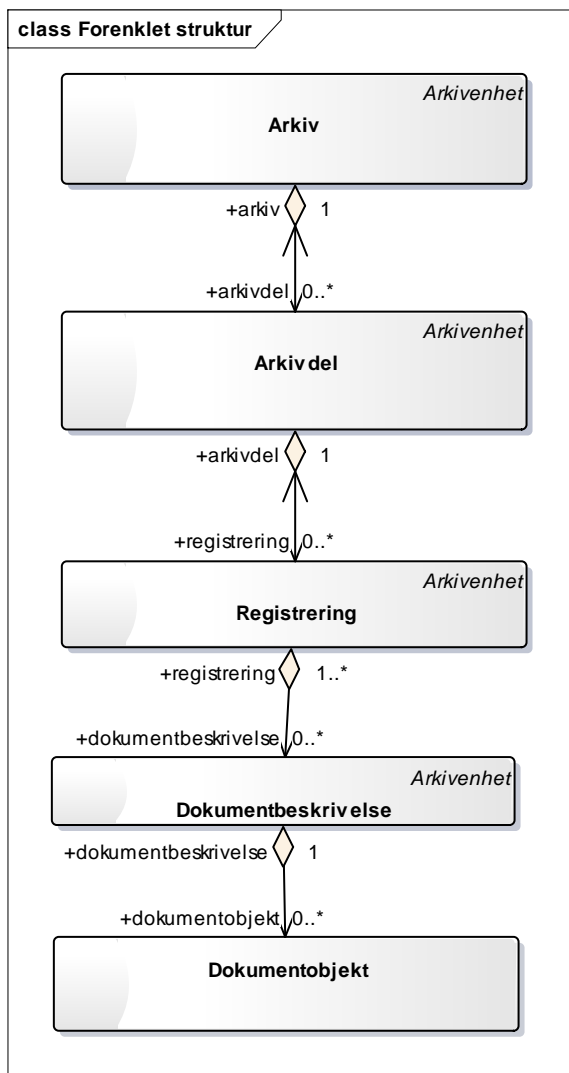 class Forenklet struktur
Arkivenhet
Arkiv
+arkiv 1
+arkivdel 0..*
Arkivenhet
Arkivdel
+arkivdel 1
+registrering 0..*
Arkivenhet
Registrering
+registrering 1..*
+dokumentbeskrivelse 0..*
Arkivenhet
Dokumentbeskrivelse
+dokumentbeskrivelse 1
+dokumentobjekt 0..*
Dokumentobjekt